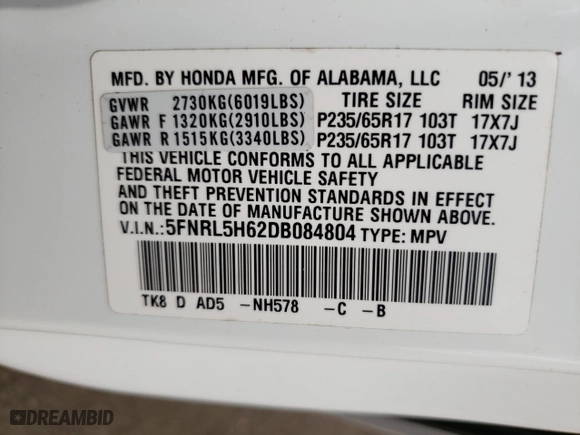 MFD. BY HONDA MFG. OF ALABAMA, LLC 05/'13
GVWR 2730KG(6019LBS) TIRE SIZE RIM SIZE
GAWR F 1320KG(2910LBS) P235/65R17 103T 17X7J
GAWR R 1515KG(3340LBS) P235/65R17 103T 17X7J
THIS VEHICLE CONFORMS TO ALL APPLICABLE
FEDERAL MOTOR VEHICLE SAFETY
AND THEFT PREVENTION STANDARDS IN EFFECT
ON THE DATE OF MANUFACTURE SHOWN ABOVE.
V.I.N.:5FNRL5H62DB084804 TYPE: MPV
TK8 D AD5 -NH578 -C -B
DREAMBID